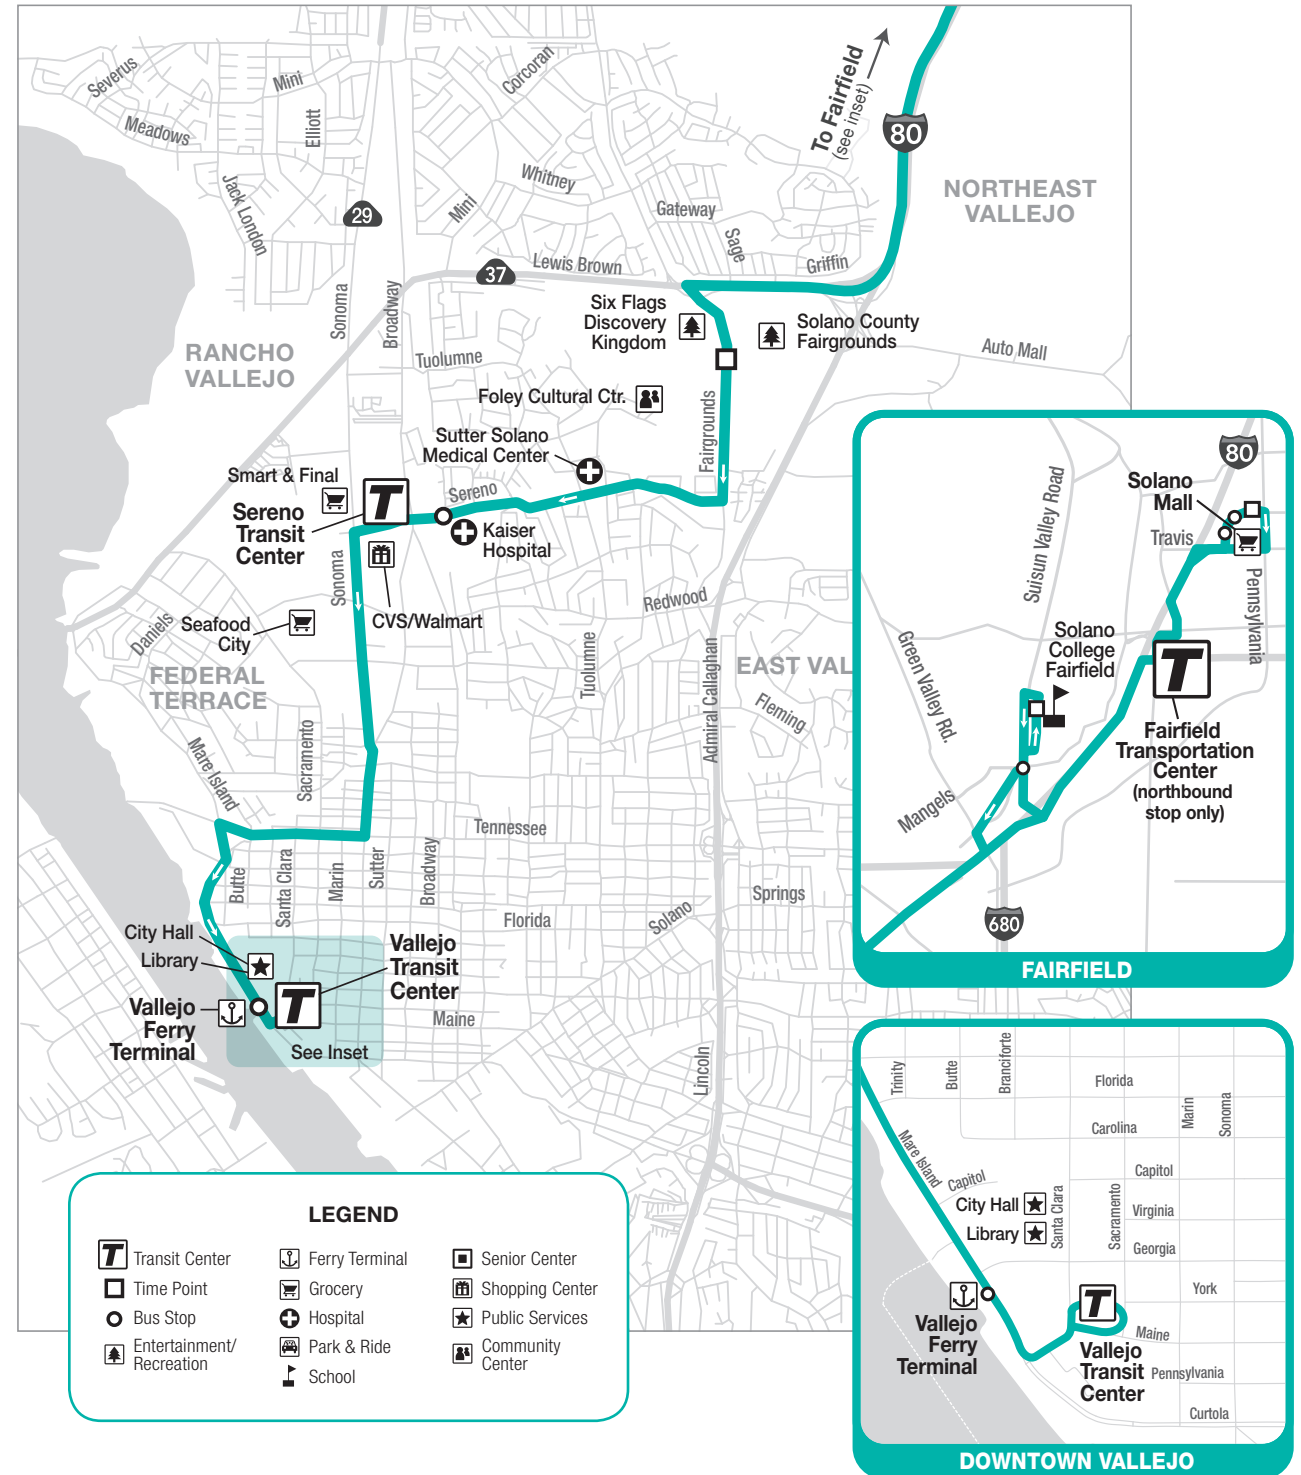 Severus
Mini
Corcoran
Meadows
Elliott
To Fairfield
(see inset)
80
Jack London
Whitney
NORTHEAST
VALLEJO
29
Mini
Gateway
Sage
Griffin
37
Lewis Brown
Sonoma
Broadway
Six Flags
Discovery
Kingdom
Solano County
Fairgrounds
RANCHO
VALLEJO
Tuolumne
Auto Mall
Foley Cultural Ctr.
Fairgrounds
Sutter Solano
Medical Center
Smart & Final
Sereno
T
Sereno
Transit
Center
Kaiser
Hospital
Sonoma
CVS/Walmart
Redwood
Seafood
City
Daniels
Tuolumne
Admiral Callaghan
EAST VAL
FEDERAL
TERRACE
Fleming
Mare Island
Sacramento
Tennessee
Butte
Santa Clara
Marin
Sutter
Broadway
Springs
Florida
Solano
City Hall
Library
Vallejo
Transit
Center
T
Vallejo
Ferry
Terminal
Maine
See Inset
Lincoln
80
Solano
Mall
Suisun Valley Road
Travis
Pennsylvania
Solano
College
Fairfield
Green Valley Rd.
T
Fairfield
Transportation
Center
(northbound
stop only)
Mangels
680
FAIRFIELD
Trinity
Butte
Branciforte
Florida
Marin
Sonoma
Carolina
Mare Island
Capitol
Capitol
City Hall
Library
Santa Clara
Sacramento
Virginia
Georgia
York
T
Vallejo
Ferry
Terminal
Maine
Vallejo
Transit
Center
Pennsylvania
Curtola
DOWNTOWN VALLEJO
LEGEND
T Transit Center
Time Point
Bus Stop
Entertainment/
Recreation
Ferry Terminal
Grocery
Hospital
Park & Ride
School
Senior Center
Shopping Center
Public Services
Community
Center